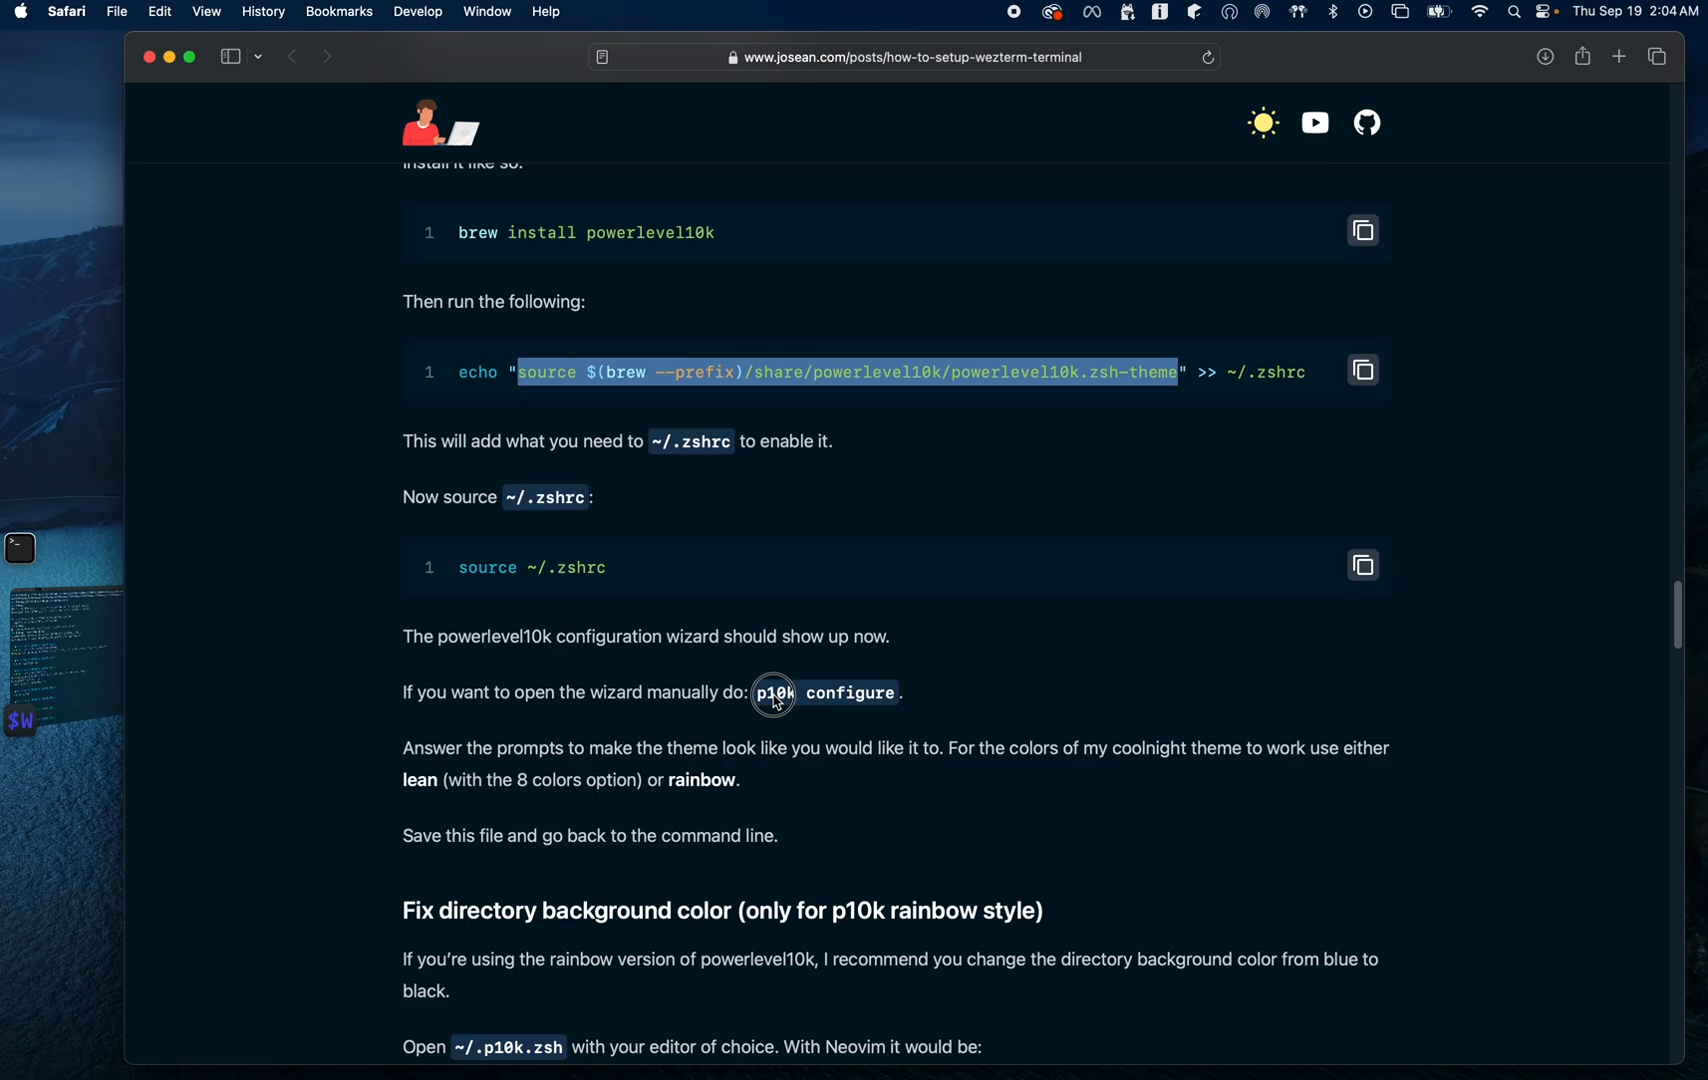 Safari File Edit View History Bookmarks Develop Window Help Thu Sep 19 2:04 AM
www.josean.com/posts/how-to-setup-wezterm-terminal
Install it like so:
1 brew install powerlevel10k
Then run the following:
1 echo "source $(brew --prefix)/share/powerlevel10k/powerlevel10k.zsh-theme" >> ~/.zshrc
This will add what you need to ~/.zshrc to enable it.
Now source ~/.zshrc:
1 source ~/.zshrc
The powerlevel10k configuration wizard should show up now.
If you want to open the wizard manually do: p10k configure.
Answer the prompts to make the theme look like you would like it to. For the colors of my coolnight theme to work use either
lean (with the 8 colors option) or rainbow.
Save this file and go back to the command line.
Fix directory background color (only for p10k rainbow style)
If you're using the rainbow version of powerlevel10k, I recommend you change the directory background color from blue to
black.
Open ~/.p10k.zsh with your editor of choice. With Neovim it would be:
$W